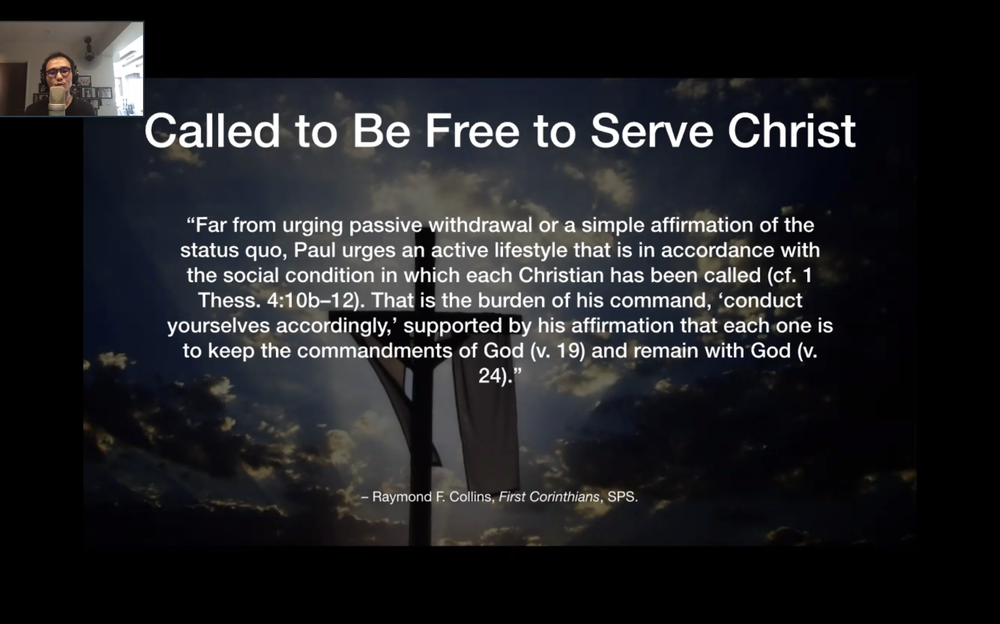 Called to Be Free to Serve Christ
“Far from urging passive withdrawal or a simple affirmation of the
status quo, Paul urges an active lifestyle that is in accordance with
the social condition in which each Christian has been called (cf. 1
Thess. 4:10b–12). That is the burden of his command, ‘conduct
yourselves accordingly,’ supported by his affirmation that each one is
to keep the commandments of God (v. 19) and remain with God (v.
24).”
– Raymond F. Collins, First Corinthians, SPS.